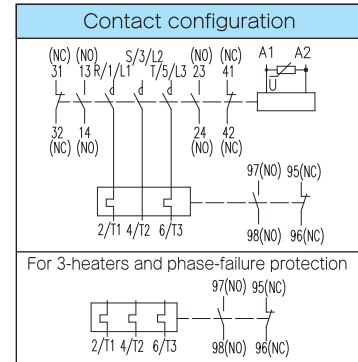 Contact configuration
(NC) (NO) S/3/L2 (NO) (NC) A1 A2
31 13 R/1/L1 T/5/L3 23 41
U
32 14 24 42
(NC) (NO) (NO) (NC)
97(NO) 95(NC)
2/T1 4/T2 6/T3 98(NO) 96(NC)
For 3-heaters and phase-failure protection
97(NO) 95(NC)
2/T1 4/T2 6/T3 98(NO) 96(NC)